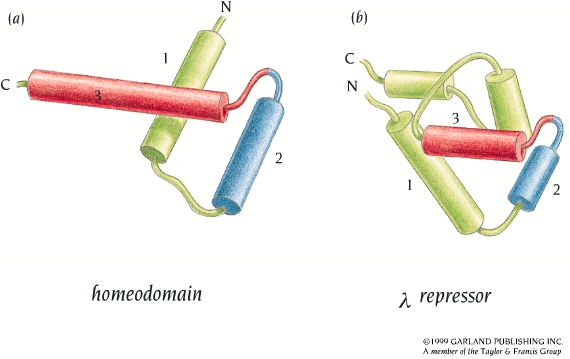 (a)
N
1
C
3
2
homeodomain
(b)
C
N
3
1
2
λ repressor
©1999 GARLAND PUBLISHING INC.
A member of the Taylor & Francis Group